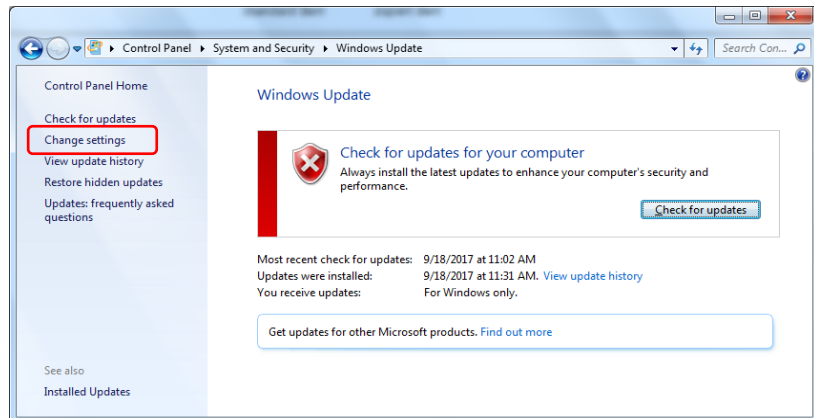 Control Panel ▸ System and Security ▸ Windows Update
Search Con...
Control Panel Home
Check for updates
Change settings
View update history
Restore hidden updates
Updates: frequently asked
questions
See also
Installed Updates
Windows Update
Check for updates for your computer
Always install the latest updates to enhance your computer's security and
performance.
Check for updates
Most recent check for updates: 9/18/2017 at 11:02 AM
Updates were installed: 9/18/2017 at 11:31 AM. View update history
You receive updates: For Windows only.
Get updates for other Microsoft products. Find out more